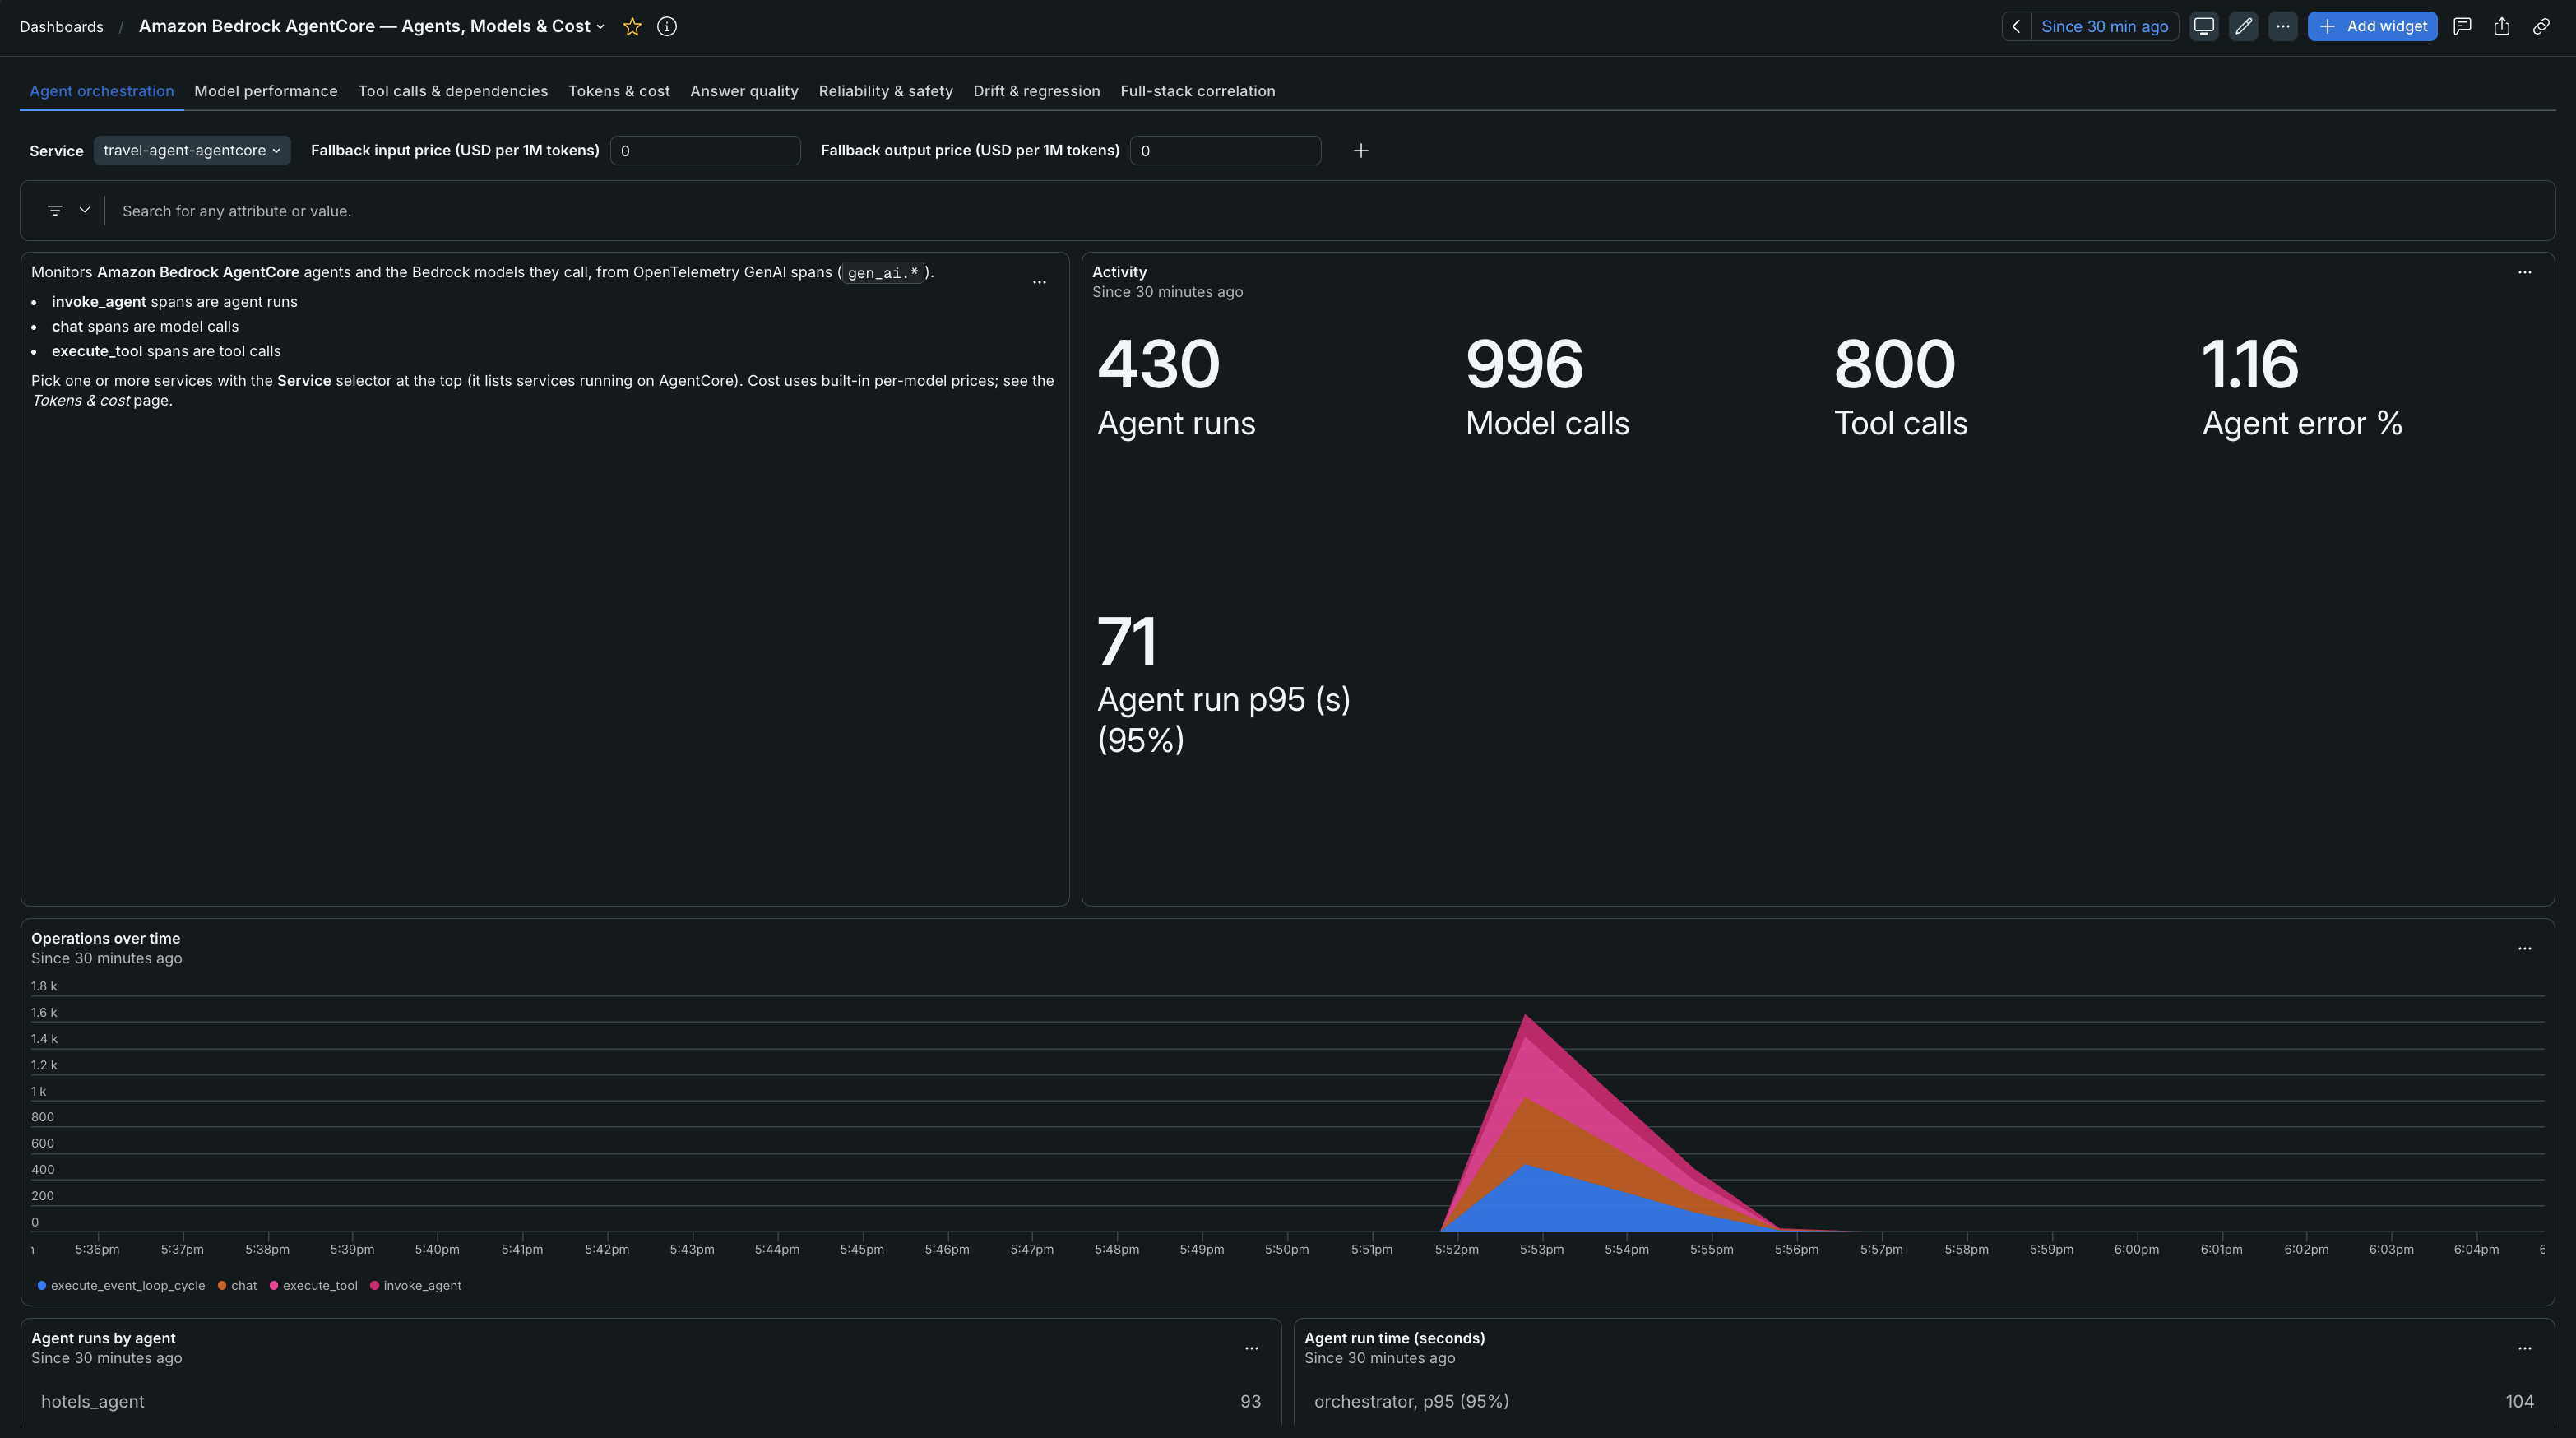 Dashboards / Amazon Bedrock AgentCore — Agents, Models & Cost
Since 30 min ago
Add widget
Agent orchestration
Model performance
Tool calls & dependencies
Tokens & cost
Answer quality
Reliability & safety
Drift & regression
Full-stack correlation
Service travel-agent-agentcore
Fallback input price (USD per 1M tokens) 0
Fallback output price (USD per 1M tokens) 0
Search for any attribute or value.
Monitors Amazon Bedrock AgentCore agents and the Bedrock models they call, from OpenTelemetry GenAI spans (gen_ai.*).
• invoke_agent spans are agent runs
• chat spans are model calls
• execute_tool spans are tool calls
Pick one or more services with the Service selector at the top (it lists services running on AgentCore). Cost uses built-in per-model prices; see the
Tokens & cost page.
Activity
Since 30 minutes ago
430
Agent runs
996
Model calls
800
Tool calls
1.16
Agent error %
71
Agent run p95 (s)
(95%)
Operations over time
Since 30 minutes ago
1.8 k
1.6 k
1.4 k
1.2 k
1 k
800
600
400
200
0
5:36pm 5:37pm 5:38pm 5:39pm 5:40pm 5:41pm 5:42pm 5:43pm 5:44pm 5:45pm 5:46pm 5:47pm 5:48pm 5:49pm 5:50pm 5:51pm 5:52pm 5:53pm 5:54pm 5:55pm 5:56pm 5:57pm 5:58pm 5:59pm 6:00pm 6:01pm 6:02pm 6:03pm 6:04pm
execute_event_loop_cycle chat execute_tool invoke_agent
Agent runs by agent
Since 30 minutes ago
hotels_agent 93
Agent run time (seconds)
Since 30 minutes ago
orchestrator, p95 (95%) 104